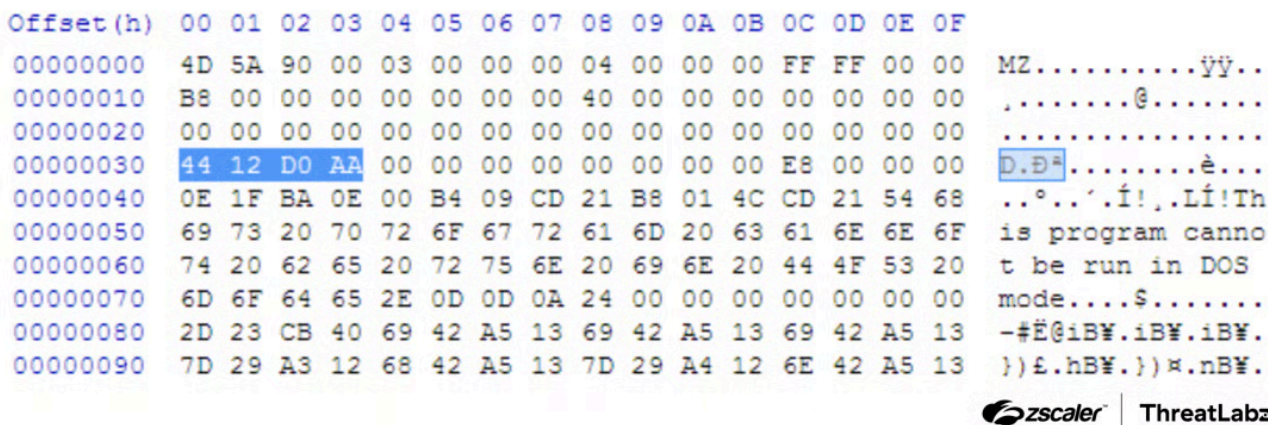 Offset(h) 00 01 02 03 04 05 06 07 08 09 0A 0B 0C 0D 0E 0F
00000000 4D 5A 90 00 03 00 00 00 04 00 00 00 FF FF 00 00 MZ..........ÿÿ..
00000010 B8 00 00 00 00 00 00 00 40 00 00 00 00 00 00 00 ¸.......@.......
00000020 00 00 00 00 00 00 00 00 00 00 00 00 00 00 00 00 ................
00000030 44 12 D0 AA 00 00 00 00 00 00 00 00 E8 00 00 00 D.Ъ........è...
00000040 0E 1F BA 0E 00 B4 09 CD 21 B8 01 4C CD 21 54 68 ..º..´.Í!¸.LÍ!Th
00000050 69 73 20 70 72 6F 67 72 61 6D 20 63 61 6E 6E 6F is program canno
00000060 74 20 62 65 20 72 75 6E 20 69 6E 20 44 4F 53 20 t be run in DOS
00000070 6D 6F 64 65 2E 0D 0D 0A 24 00 00 00 00 00 00 00 mode....$.......
00000080 2D 23 CB 40 69 42 A5 13 69 42 A5 13 69 42 A5 13 -#Ë@iB¥.iB¥.iB¥.
00000090 7D 29 A3 12 68 42 A5 13 7D 29 A4 12 6E 42 A5 13 })£.hB¥.})¤.nB¥.
zscaler | ThreatLabz